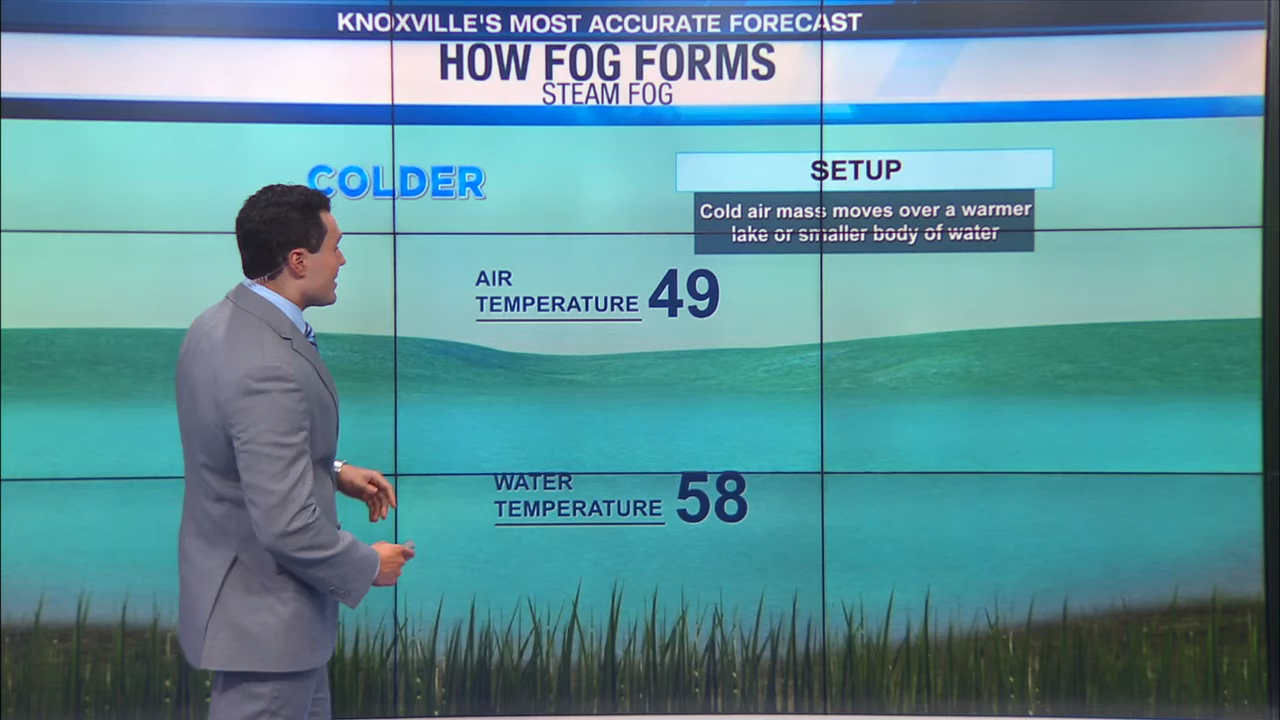 KNOXVILLE'S MOST ACCURATE FORECAST
HOW FOG FORMS
STEAM FOG
COLDER
SETUP
Cold air mass moves over a warmer
lake or smaller body of water
AIR
TEMPERATURE 49
WATER
TEMPERATURE 58